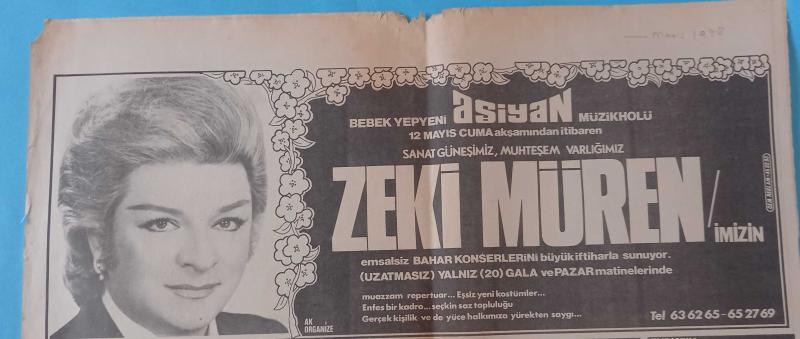 Mayıs 1978
BEBEK YEPYENİ aşiyan MÜZİKHOLÜ
12 MAYIS CUMA akşamından itibaren
SANAT GÜNEŞİMİZ, MUHTEŞEM VARLIĞIMIZ
ZEKİ MÜREN/İMİZİN
emsalsiz BAHAR KONSERLERİNİ büyük iftiharla sunuyor.
(UZATMASIZ) YALNIZ (20) GALA ve PAZAR matinelerinde
muazzam repertuar... Eşsiz yeni kostümler...
Enfes bir kadro... seçkin saz topluluğu
Gerçek kişilik ve de yüce halkımıza yürekten saygı...
Tel 63 62 65-65 27 69
AK
ORGANİZE